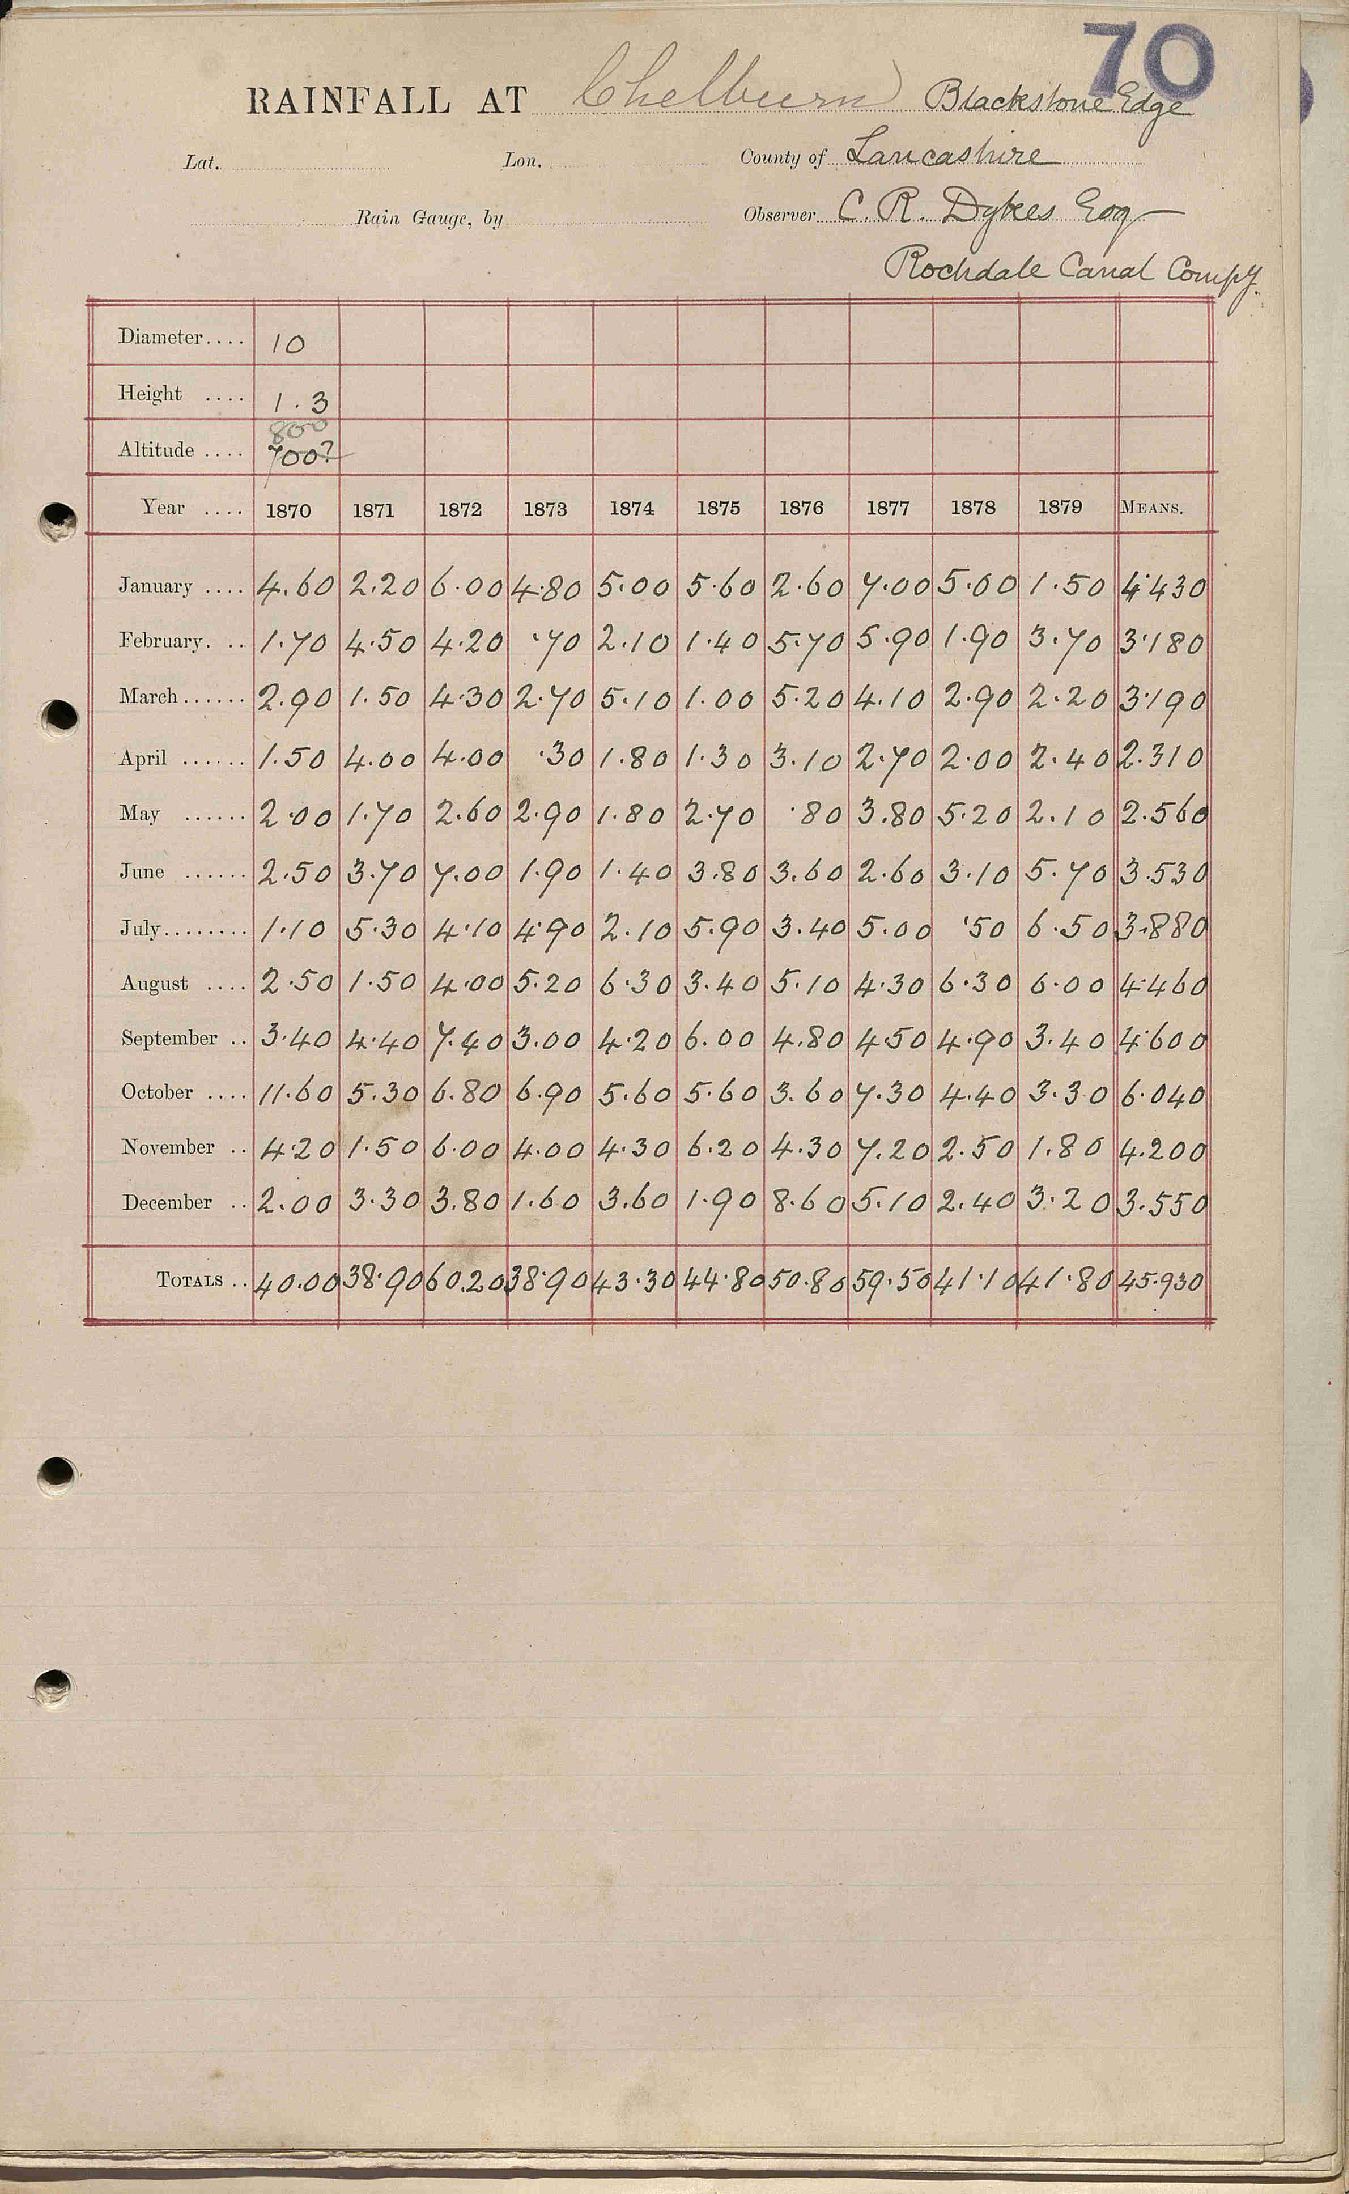 70
RAINFALL AT Chelburn Blackstone Edge
Lat. Lon. County of Lancashire
Rain Gauge, by Observer C. R. Dykes Esq
Rochdale Canal Compy.
Diameter.... 10
Height .... 1.3
800
Altitude .... 700?
Year .... 1870 1871 1872 1873 1874 1875 1876 1877 1878 1879 MEANS.
January .... 4.60 2.20 6.00 4.80 5.00 5.60 2.60 7.00 5.00 1.50 4.430
February. .. 1.70 4.50 4.20 .70 2.10 1.40 5.70 5.90 1.90 3.70 3.180
March...... 2.90 1.50 4.30 2.70 5.10 1.00 5.20 4.10 2.90 2.20 3.190
April ...... 1.50 4.00 4.00 .30 1.80 1.30 3.10 2.70 2.00 2.40 2.310
May ...... 2.00 1.70 2.60 2.90 1.80 2.70 .80 3.80 5.20 2.10 2.560
June ...... 2.50 3.70 7.00 1.90 1.40 3.80 3.60 2.60 3.10 5.70 3.530
July........ 1.10 5.30 4.10 4.90 2.10 5.90 3.40 5.00 .50 6.50 3.880
August .... 2.50 1.50 4.00 5.20 6.30 3.40 5.10 4.30 6.30 6.00 4.460
September .. 3.40 4.40 7.40 3.00 4.20 6.00 4.80 4.50 4.90 3.40 4.600
October .... 11.60 5.30 6.80 6.90 5.60 5.60 3.60 7.30 4.40 3.30 6.040
November .. 4.20 1.50 6.00 4.00 4.30 6.20 4.30 7.20 2.50 1.80 4.200
December .. 2.00 3.30 3.80 1.60 3.60 1.90 8.60 5.10 2.40 3.20 3.550
TOTALS .. 40.00 38.90 60.20 38.90 43.30 44.80 50.80 59.50 41.10 41.80 45.930